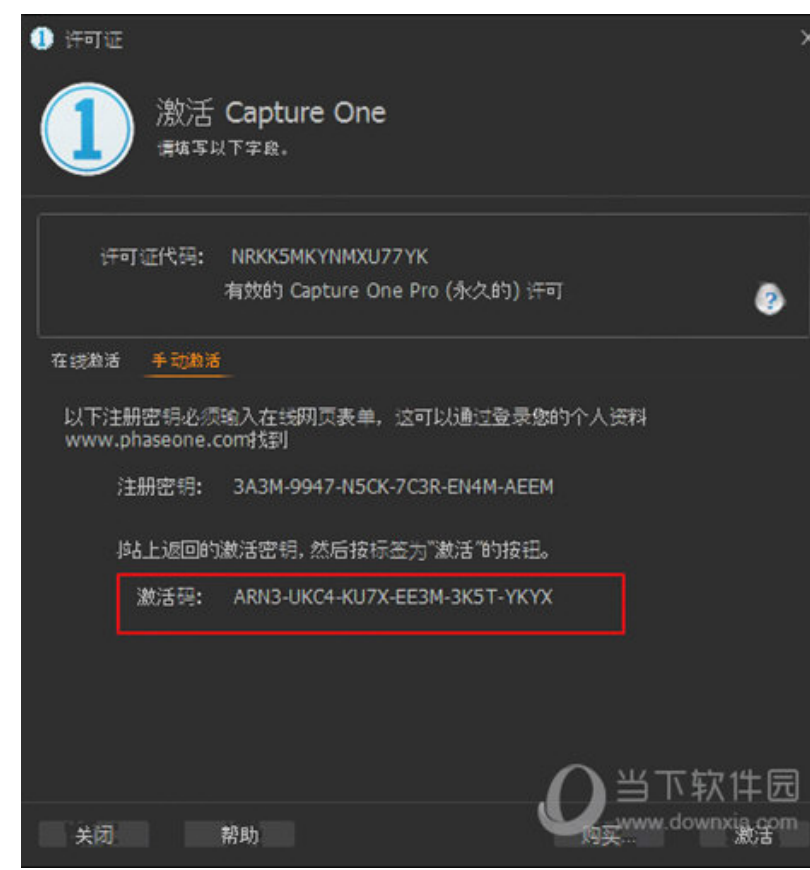 许可证
激活 Capture One
请填写以下字段。
许可证代码: NRKK5MKYNMXU77YK
有效的 Capture One Pro (永久的) 许可
在线激活 手动激活
以下注册密钥必须输入在线网页表单，这可以通过登录您的个人资料
www.phaseone.com找到
注册密钥: 3A3M-9947-N5CK-7C3R-EN4M-AEEM
站上返回的激活密钥, 然后按标签为"激活"的按钮。
激活码: ARN3-UKC4-KU7X-EE3M-3K5T-YKYX
当下软件园
www.downxia.com
关闭 帮助 购买... 激活